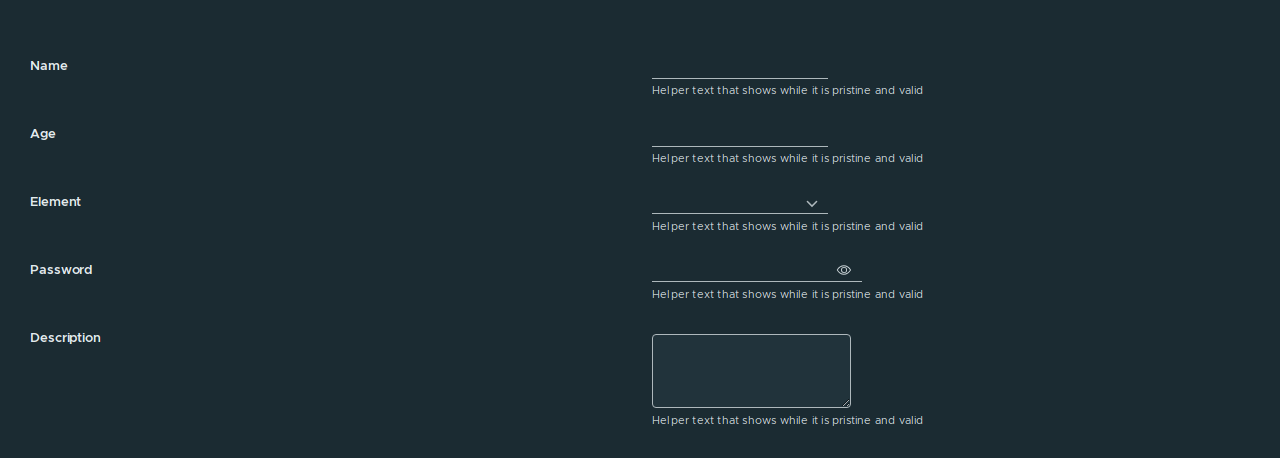 Name
Helper text that shows while it is pristine and valid
Age
Helper text that shows while it is pristine and valid
Element
Helper text that shows while it is pristine and valid
Password
Helper text that shows while it is pristine and valid
Description
Helper text that shows while it is pristine and valid